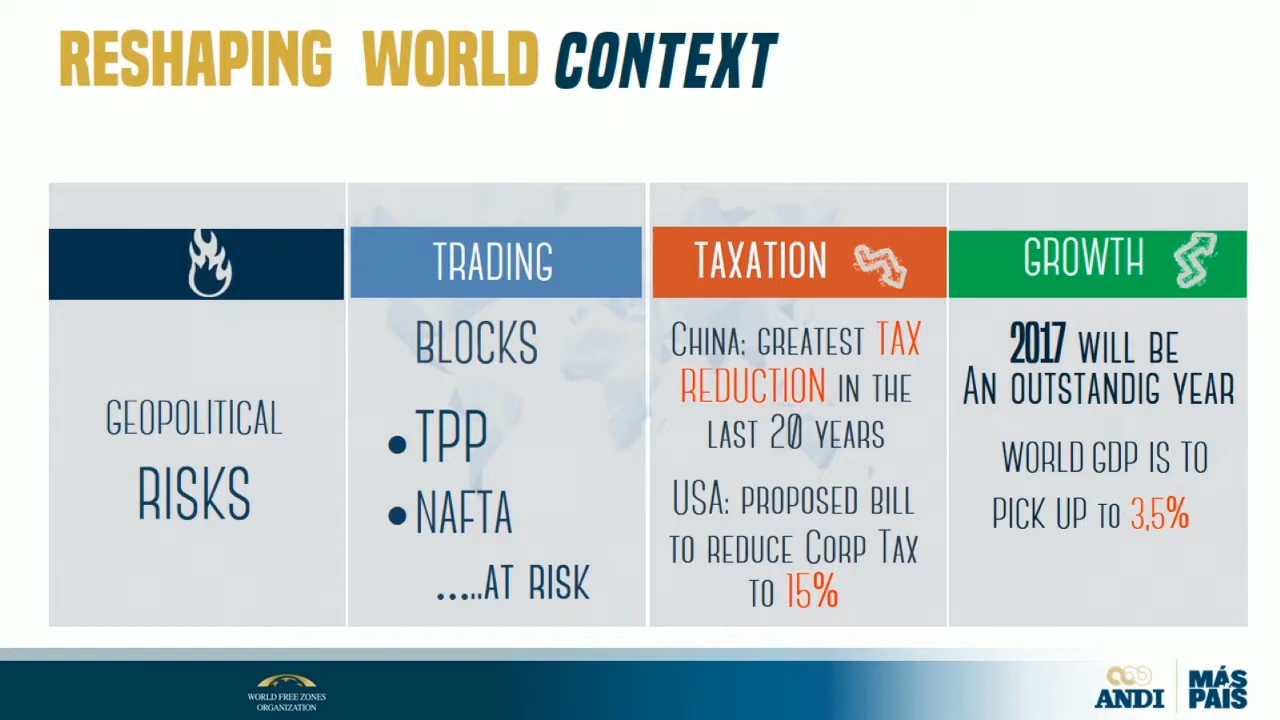 RESHAPING WORLD CONTEXT
GEOPOLITICAL
RISKS
TRADING
BLOCKS
•TPP
•NAFTA
.....AT RISK
TAXATION
CHINA: GREATEST TAX
REDUCTION IN THE
LAST 20 YEARS
USA: PROPOSED BILL
TO REDUCE CORP TAX
TO 15%
GROWTH
2017 WILL BE
AN OUTSTANDIG YEAR
WORLD GDP IS TO
PICK UP TO 3,5%
WORLD FREE ZONES
ORGANIZATION
ANDI
MÁS
PAÍS